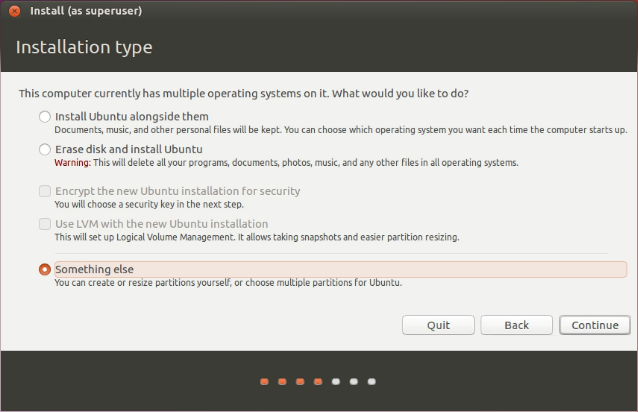 Install (as superuser)
Installation type
This computer currently has multiple operating systems on it. What would you like to do?
Install Ubuntu alongside them
Documents, music, and other personal files will be kept. You can choose which operating system you want each time the computer starts up.
Erase disk and install Ubuntu
Warning: This will delete all your programs, documents, photos, music, and any other files in all operating systems.
Encrypt the new Ubuntu installation for security
You will choose a security key in the next step.
Use LVM with the new Ubuntu installation
This will set up Logical Volume Management. It allows taking snapshots and easier partition resizing.
Something else
You can create or resize partitions yourself, or choose multiple partitions for Ubuntu.
Quit Back Continue